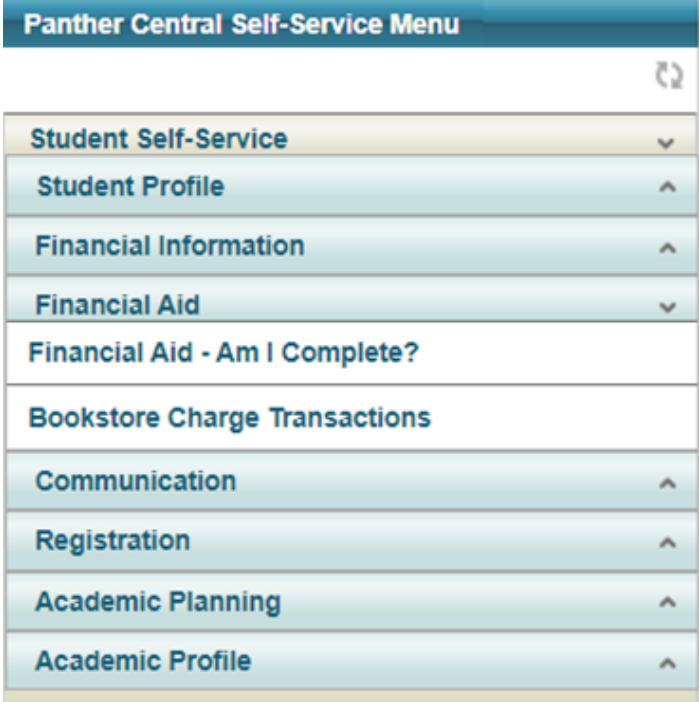 Panther Central Self-Service Menu
Student Self-Service
Student Profile
Financial Information
Financial Aid
Financial Aid - Am I Complete?
Bookstore Charge Transactions
Communication
Registration
Academic Planning
Academic Profile